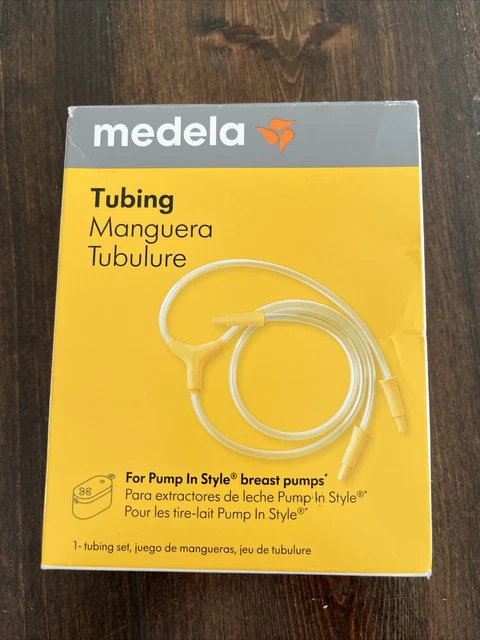 medela
Tubing
Manguera
Tubulure
For Pump In Style® breast pumps*
Para extractores de leche Pump In Style®*
Pour les tire-lait Pump In Style®*
1- tubing set, juego de mangueras, jeu de tubulure